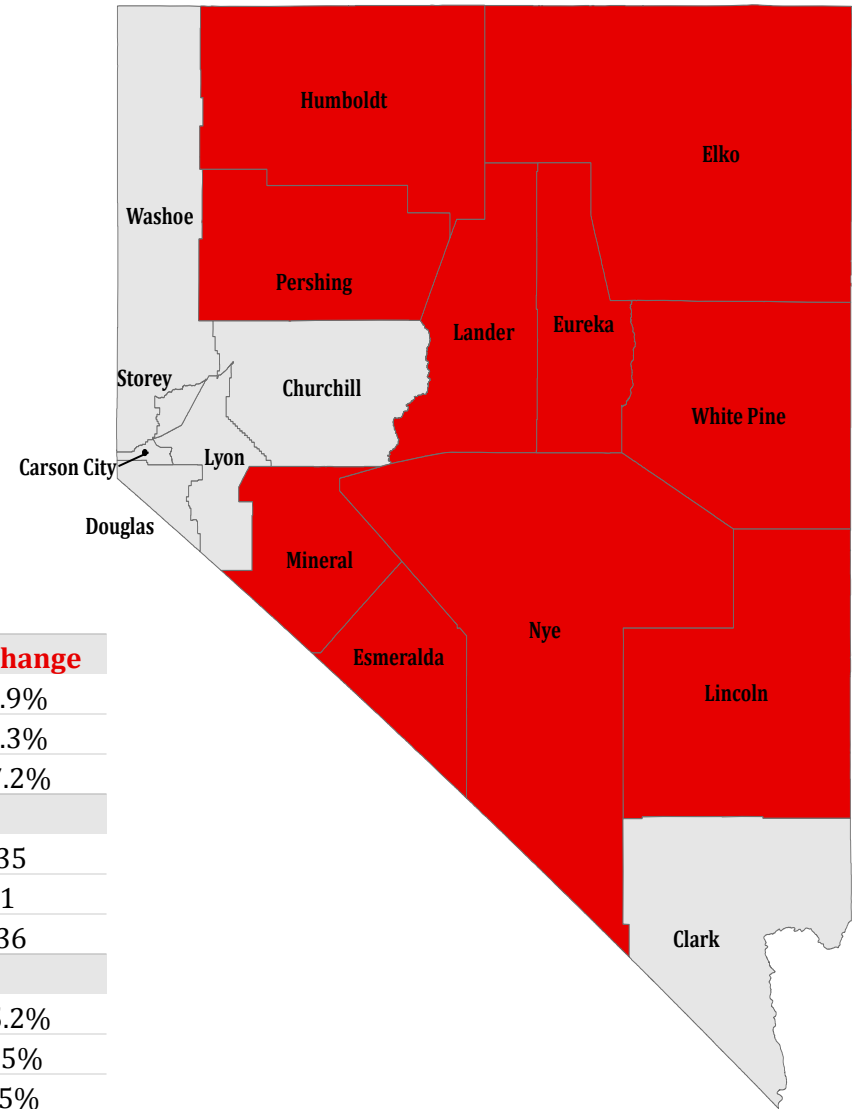 Humboldt
Elko
Washoe
Pershing
Lander
Eureka
Storey
Churchill
White Pine
Carson City
Lyon
Douglas
Mineral
Nye
Esmeralda
Lincoln
Clark
hange
.9%
.3%
7.2%
35
1
36
.2%
5%
5%